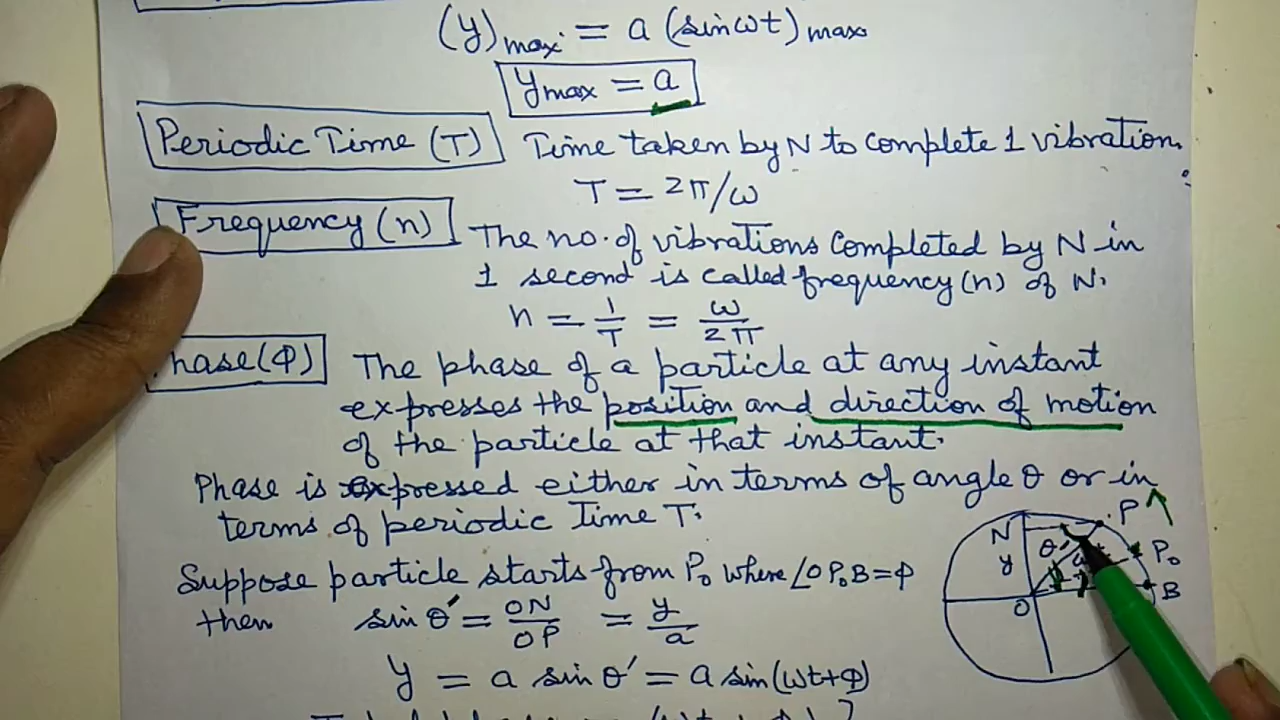 (y)max = a (sinωt)max
ymax = a
Periodic Time (T) Time taken by N to complete 1 vibration.
T = 2π/ω
Frequency (n) The no. of vibrations completed by N in
1 second is called frequency (n) of N.
n = 1/T = ω/2π
hase (Φ) The phase of a particle at any instant
expresses the position and direction of motion
of the particle at that instant.
Phase is expressed either in terms of angle θ or in
terms of periodic Time T.
Suppose particle starts from P₀ where ∠OP₀B = Φ
then sin θ' = ON/OP = y/a
y = a sin θ' = a sin(ωt+Φ)
N P
y θ' P₀
O B